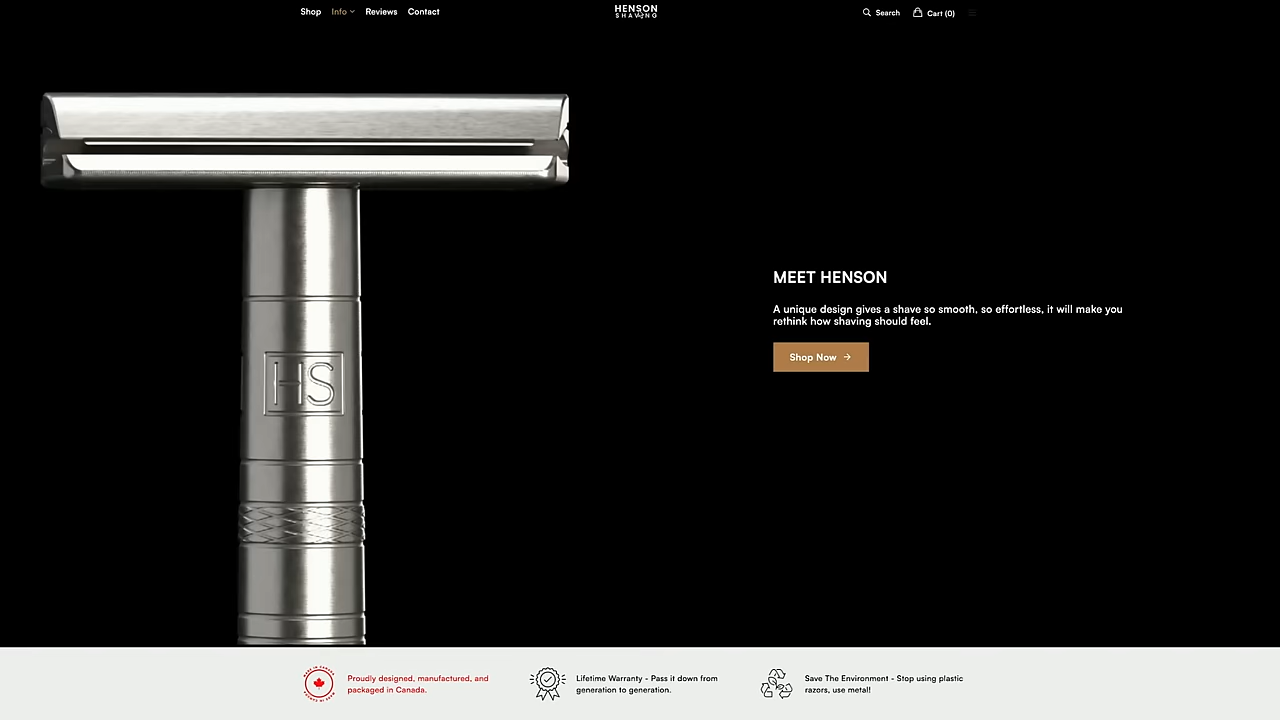 Shop Info Reviews Contact
HENSON
SHAVING
Search Cart (0)
MEET HENSON
A unique design gives a shave so smooth, so effortless, it will make you
rethink how shaving should feel.
Shop Now
HS
Proudly designed, manufactured, and
packaged in Canada.
Lifetime Warranty - Pass it down from
generation to generation.
Save The Environment - Stop using plastic
razors, use metal!